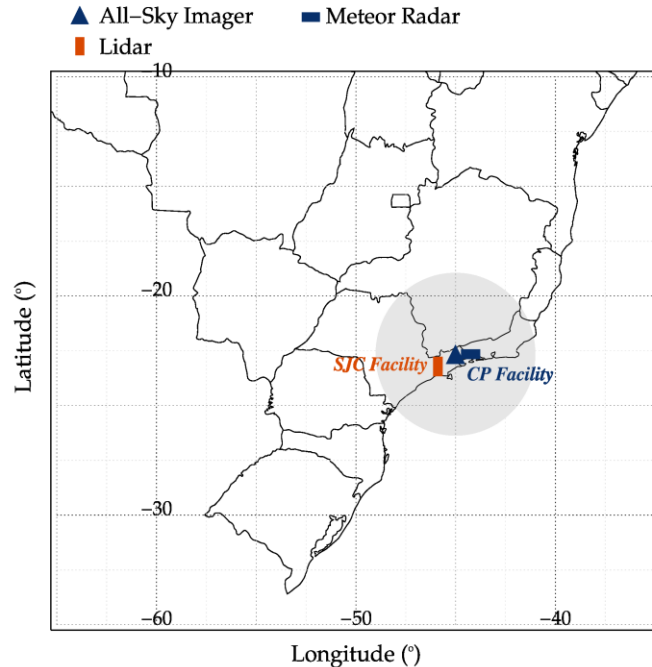 All–Sky Imager Meteor Radar
Lidar
−10
−20
−30
−60 −50 −40
Latitude (°)
Longitude (°)
SJC Facility
CP Facility